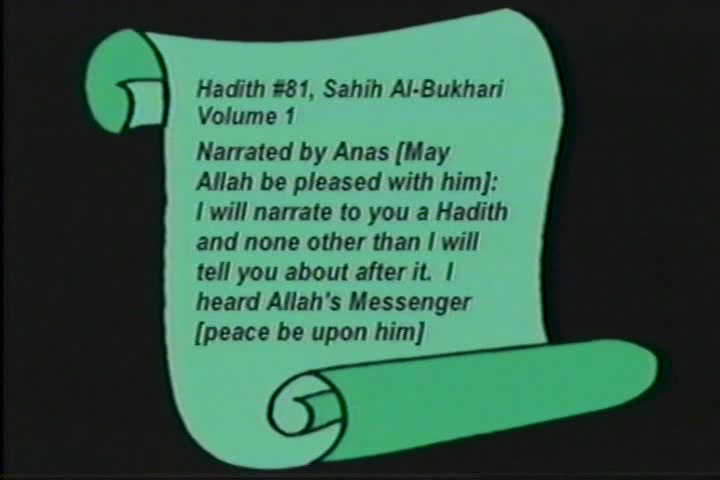 Hadith #81, Sahih Al-Bukhari
Volume 1
Narrated by Anas [May
Allah be pleased with him]:
I will narrate to you a Hadith
and none other than I will
tell you about after it. I
heard Allah's Messenger
[peace be upon him]